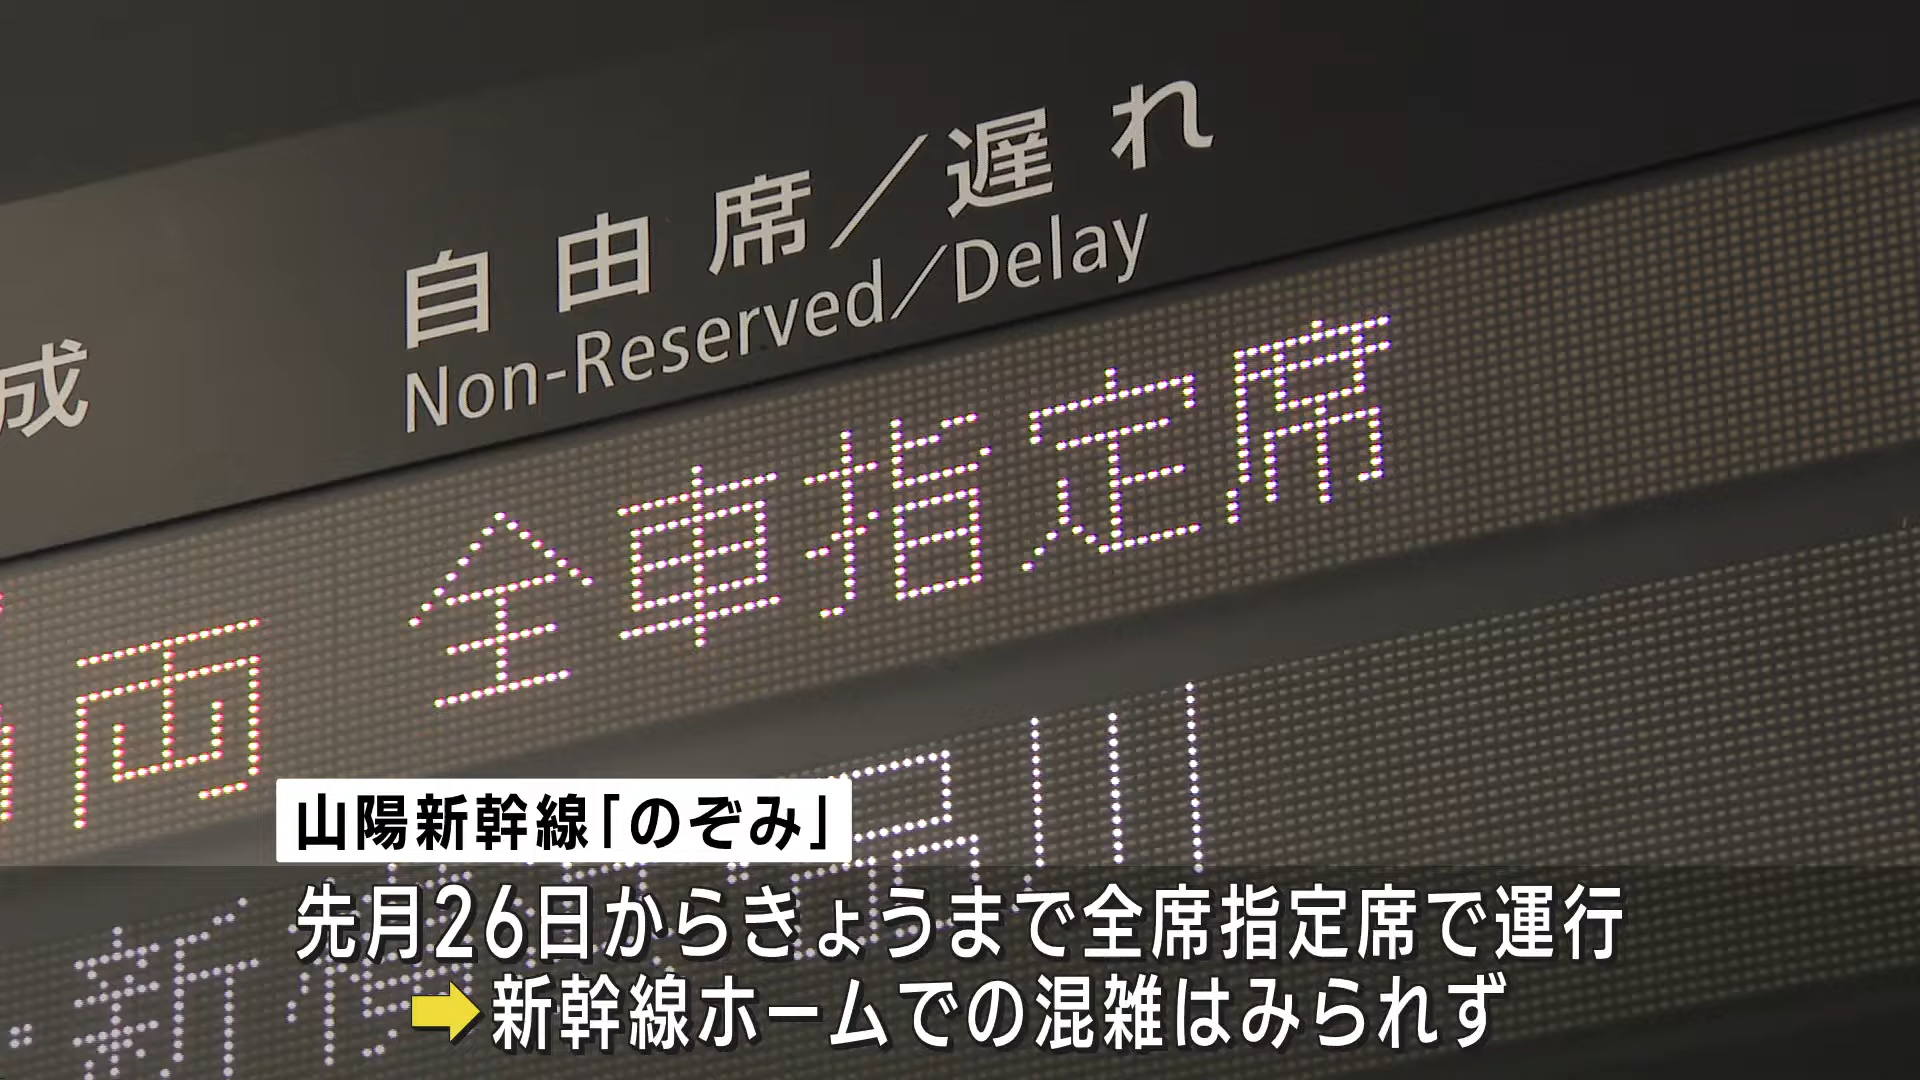 成
自由席/遅れ
Non-Reserved/Delay
両 全車指定席
山陽新幹線「のぞみ」
先月26日からきょうまで全席指定席で運行
➡新幹線ホームでの混雑はみられず